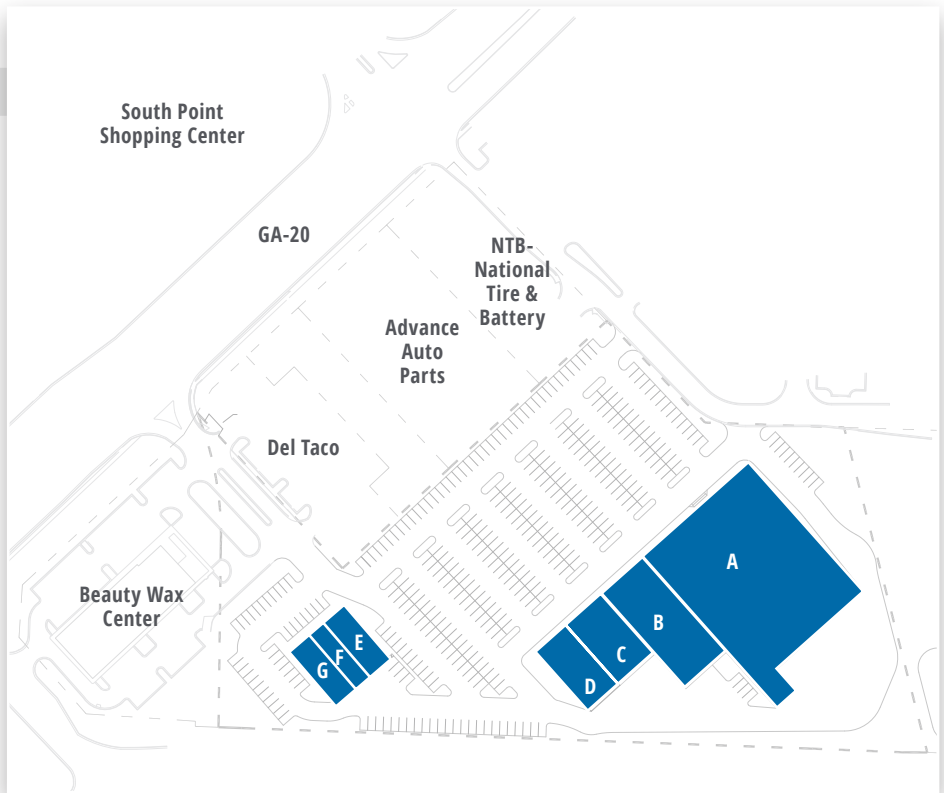 South Point
Shopping Center
GA-20
NTB-
National
Tire &
Battery
Advance
Auto
Parts
Del Taco
Beauty Wax
Center
A
B
C
D
E
F
G